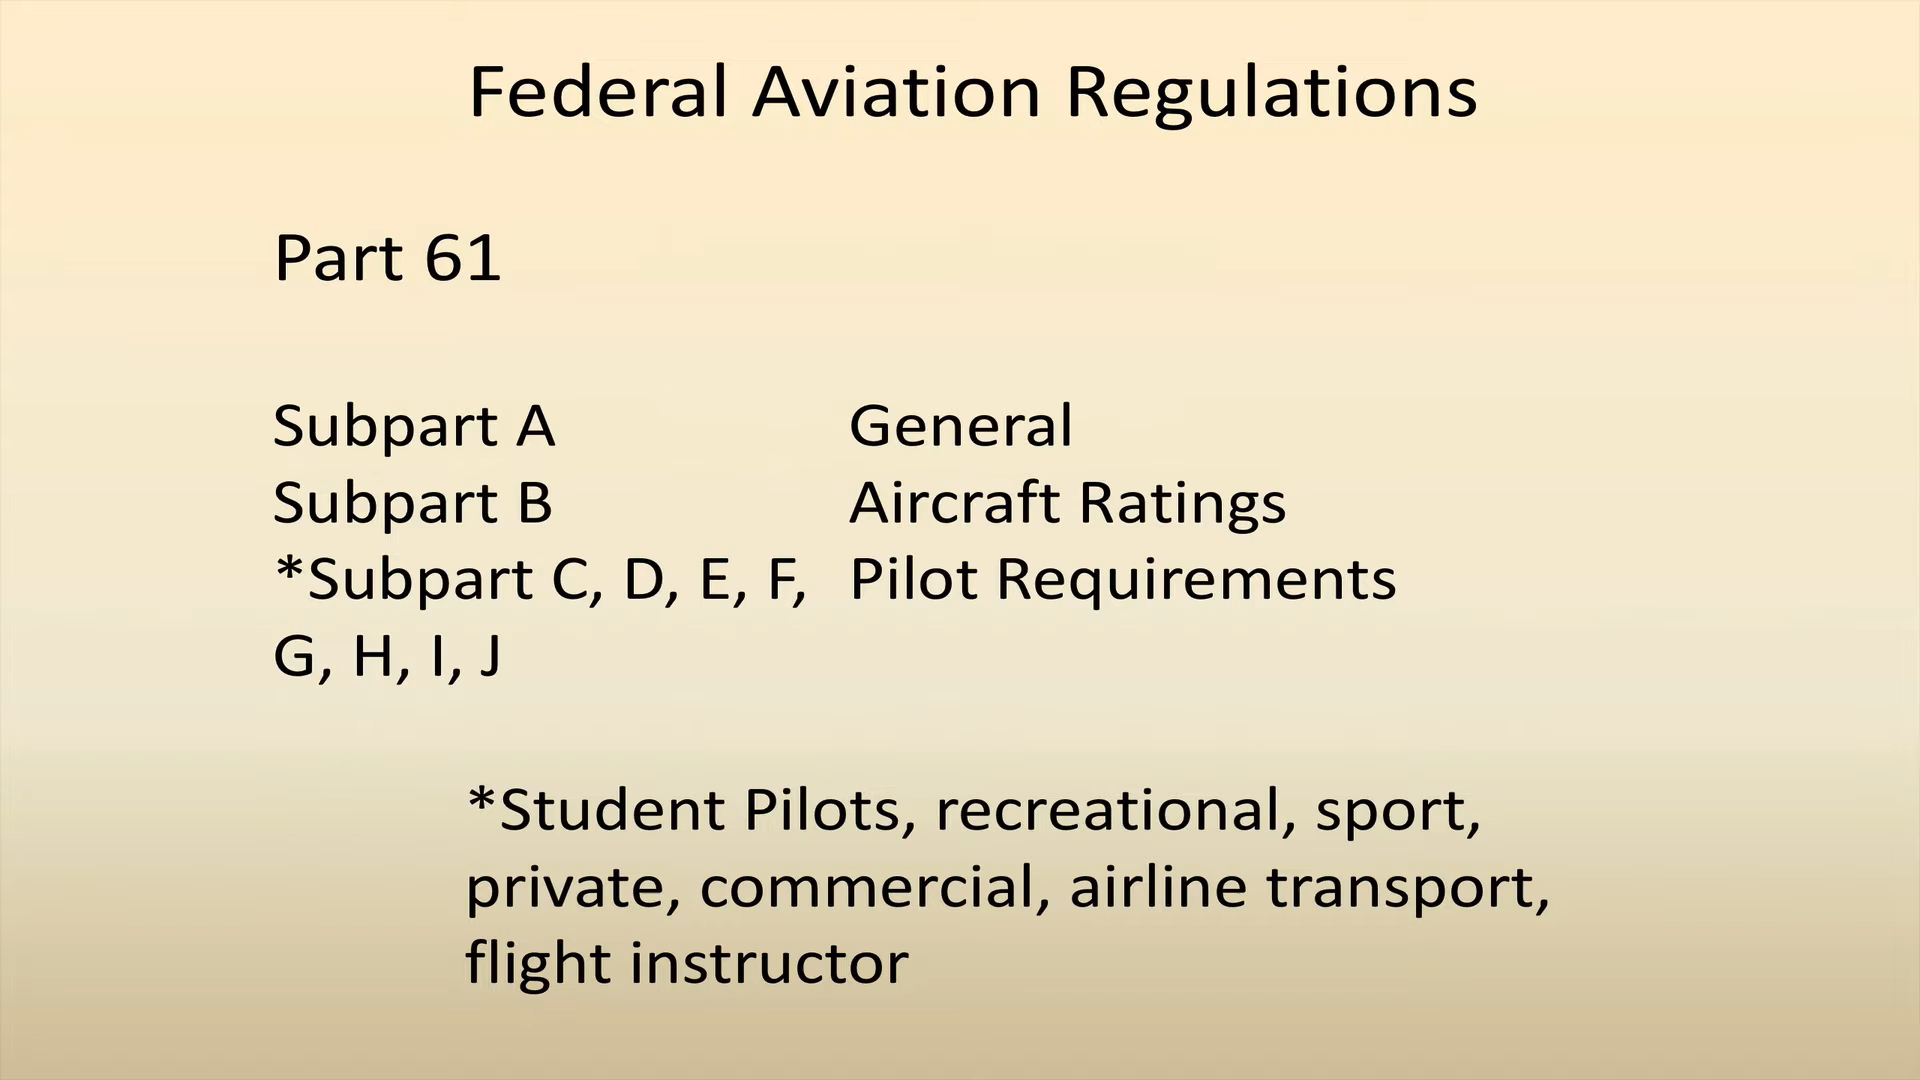 Federal Aviation Regulations
Part 61
Subpart A General
Subpart B Aircraft Ratings
*Subpart C, D, E, F, Pilot Requirements
G, H, I, J
*Student Pilots, recreational, sport,
private, commercial, airline transport,
flight instructor